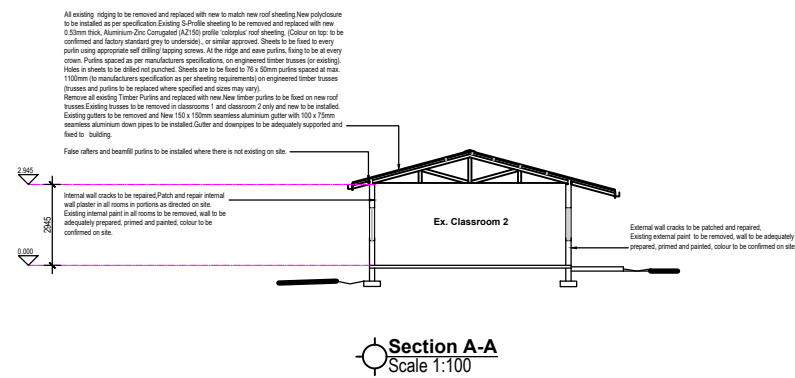 All existing  ridging to be removed and replaced with new to match new roof sheeting.New polyclosure
to be installed as per specification.Existing S-Profile sheeting to be removed and replaced with new
0.53mm thick, Aluminium-Zinc Corrugated (AZ150) profile 'colorplus' roof sheeting, (Colour on top: to be
confirmed and factory standard grey to underside)., or similar approved. Sheets to be fixed to every
purlin using appropriate self drilling/ tapping screws. At the ridge and eave purlins, fixing to be at every
crown. Purlins spaced as per manufacturers specifications, on engineered timber trusses (or existing).
Holes in sheets to be drilled not punched. Sheets are to be fixed to 76 x 50mm purlins spaced at max.
1100mm (to manufacturers specification as per sheeting requirements) on engineered timber trusses
(trusses and purlins to be replaced where specified and sizes may vary).
Remove all existing Timber Purlins and replaced with new.New timber purlins to be fixed on new roof
trusses.Existing trusses to be removed in classrooms 1 and classroom 2 only and new to be installed.
Existing gutters to be removed and New 150 x 150mm seamless aluminium gutter with 100 x 75mm
seamless aluminium down pipes to be installed.Gutter and downpipes to be adequately supported and
fixed to   building.
False rafters and beamfill purlins to be installed where there is not existing on site.
2.945
Internal wall cracks to be repaired,Patch and repair internal
wall plaster in all rooms in portions as directed on site.
Existing internal paint in all rooms to be removed, wall to be
adequately prepared, primed and painted, colour to be
confirmed on site.
2945
Ex. Classroom 2
External wall cracks to be patched and repaired,
Existing external paint  to be removed, wall to be adequately
prepared, primed and painted, colour to be confirmed on site
0.000
Section A-A
Scale 1:100